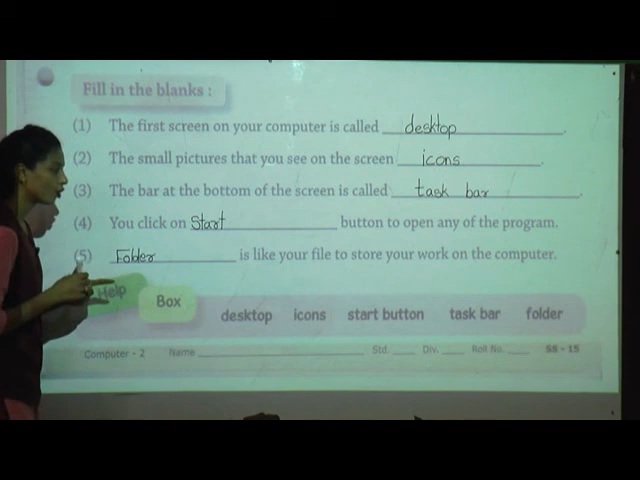 Fill in the blanks :
(1) The first screen on your computer is called desktop.
(2) The small pictures that you see on the screen icons.
(3) The bar at the bottom of the screen is called task bar.
(4) You click on Start button to open any of the program.
(5) Folder is like your file to store your work on the computer.
Help Box desktop icons start button task bar folder
Computer - 2 Name Std. Div. Roll No. SS - 15